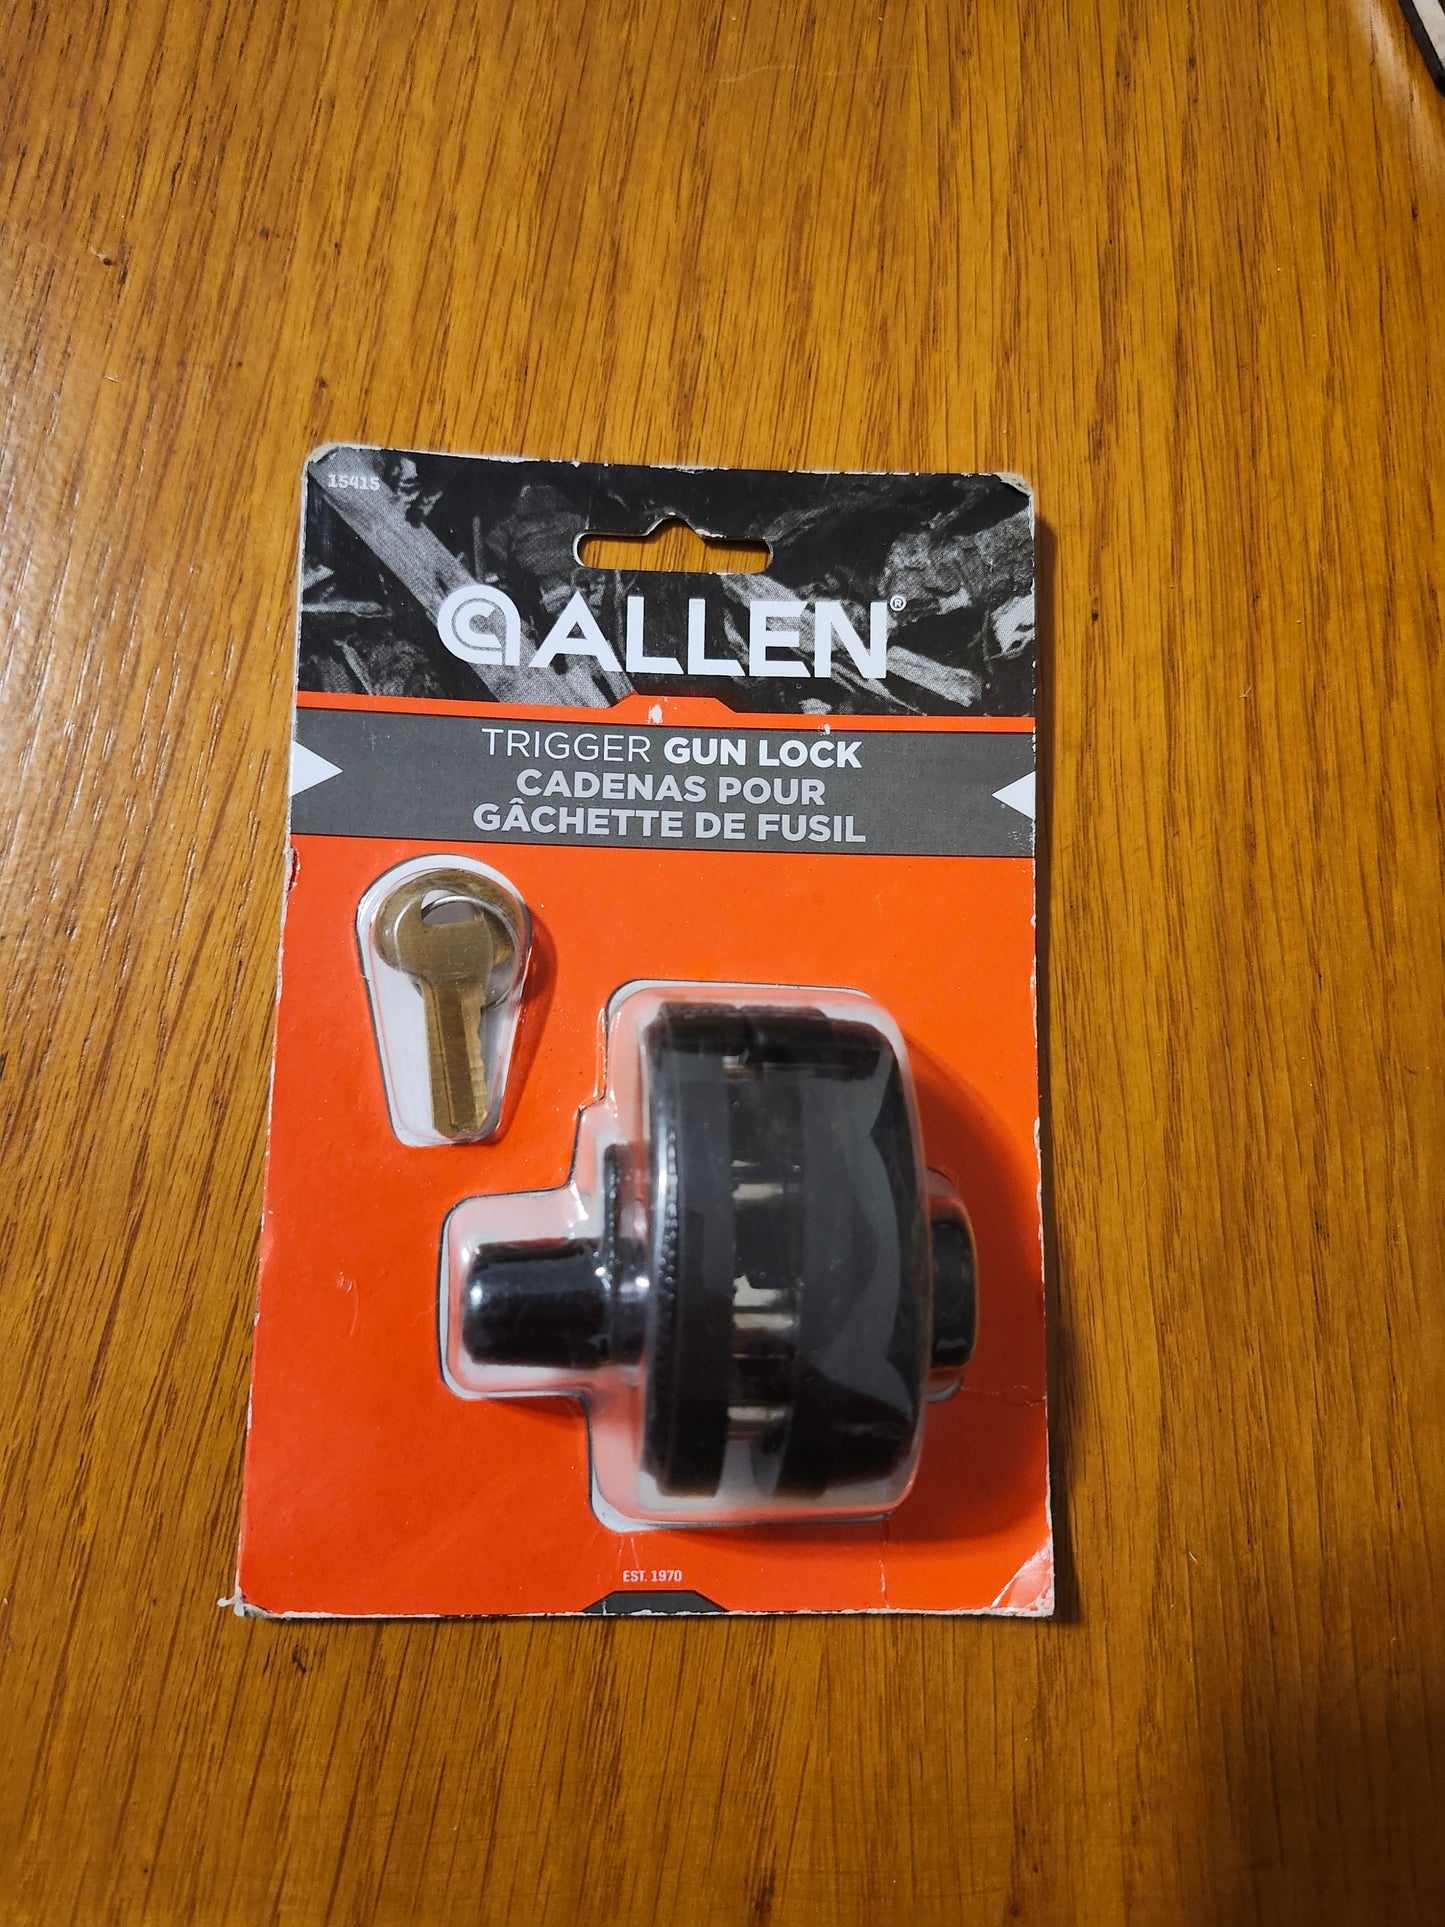 15415
ALLEN®
TRIGGER GUN LOCK
CADENAS POUR
GÂCHETTE DE FUSIL
EST. 1970